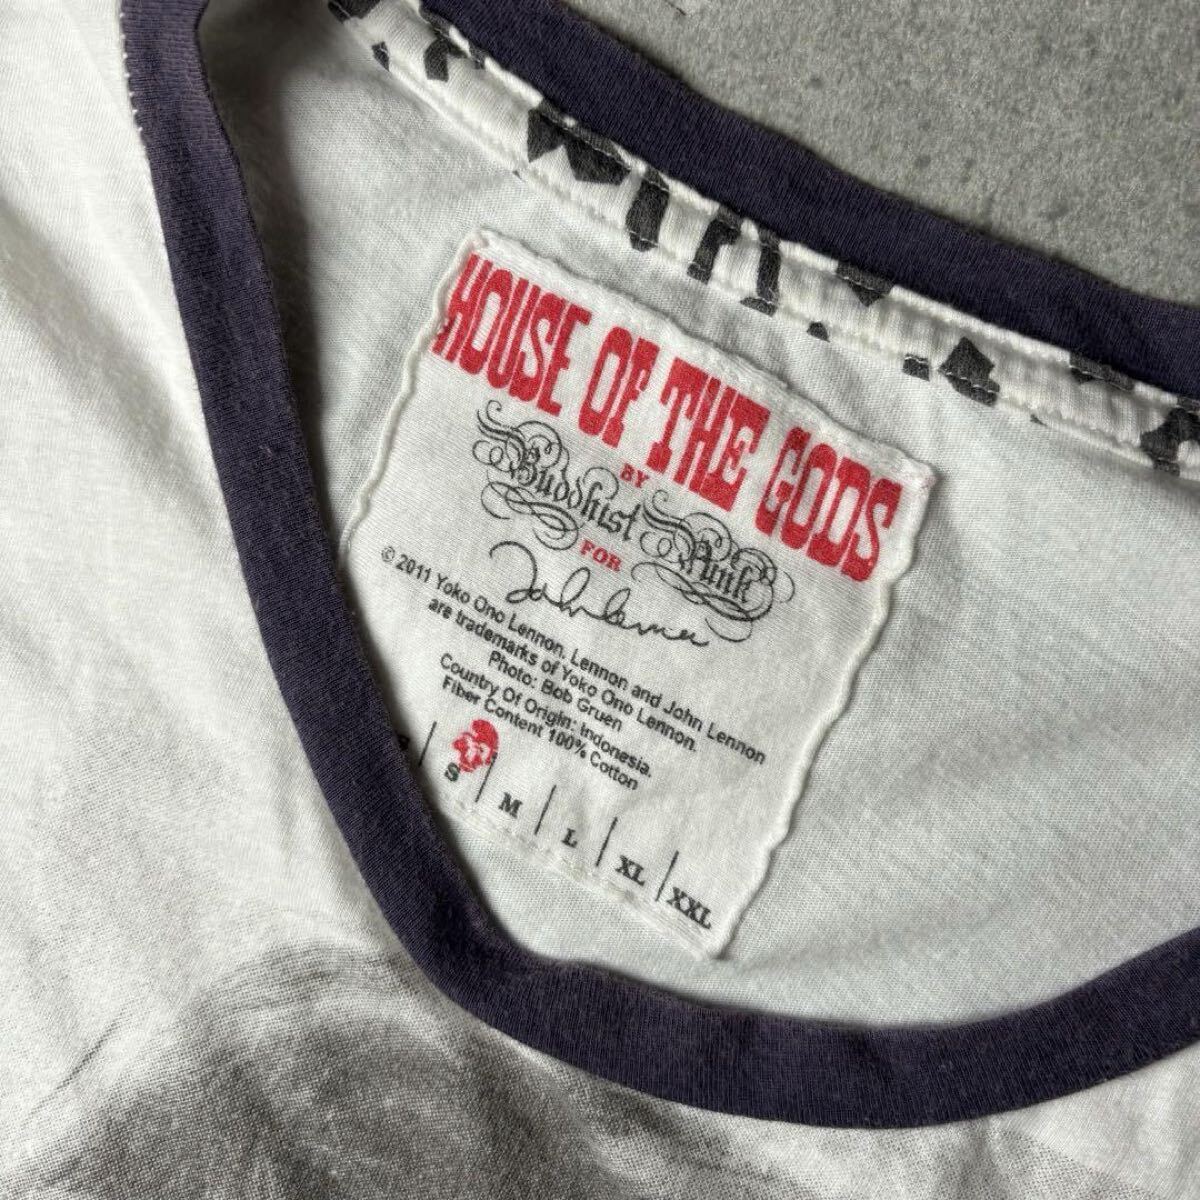 HOUSE OF THE GODS
BY
Buddhist Punk
FOR
John Lennon
© 2011 Yoko Ono Lennon. Lennon and John Lennon
are trademarks of Yoko Ono Lennon.
Photo: Bob Gruen
Country Of Origin: Indonesia.
Fiber Content 100% Cotton
S | M | L | XL | XXL